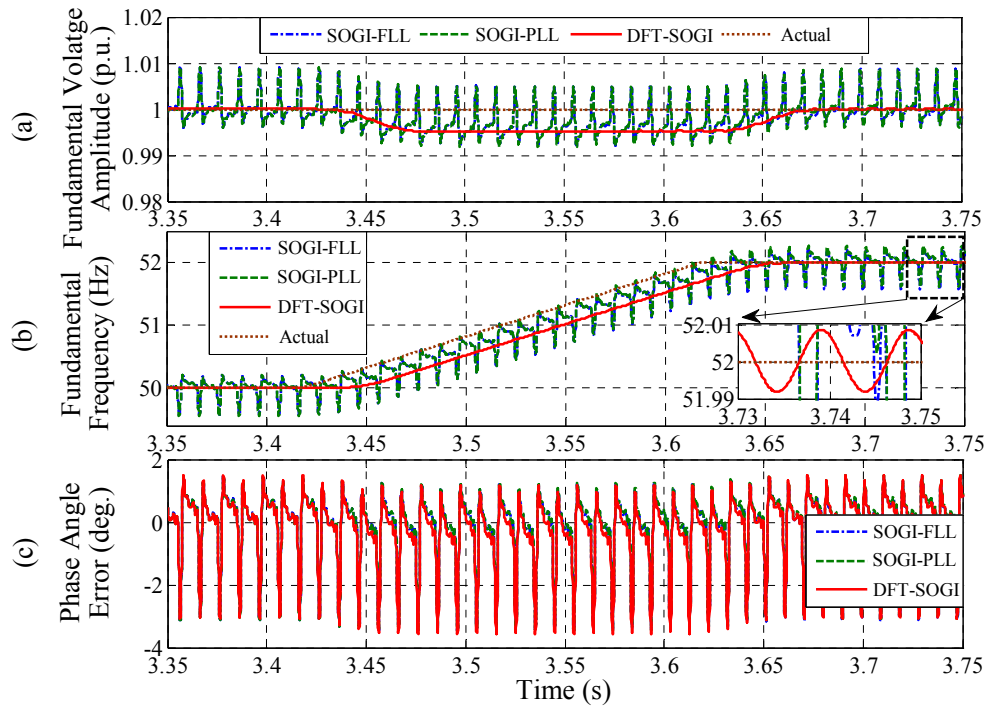 (a)
Fundamental Volatge
Amplitude (p.u.)
1.02
1.01
1
0.99
0.98
SOGI-FLL
SOGI-PLL
DFT-SOGI
Actual
3.35
3.4
3.45
3.5
3.55
3.6
3.65
3.7
3.75
(b)
Fundamental
Frequency (Hz)
52
51
50
SOGI-FLL
SOGI-PLL
DFT-SOGI
Actual
52.01
52
51.99
3.73
3.74
3.75
3.35
3.4
3.45
3.5
3.55
3.6
3.65
3.7
3.75
(c)
Phase Angle
Error (deg.)
2
0
-2
-4
SOGI-FLL
SOGI-PLL
DFT-SOGI
3.35
3.4
3.45
3.5
3.55
3.6
3.65
3.7
3.75
Time (s)